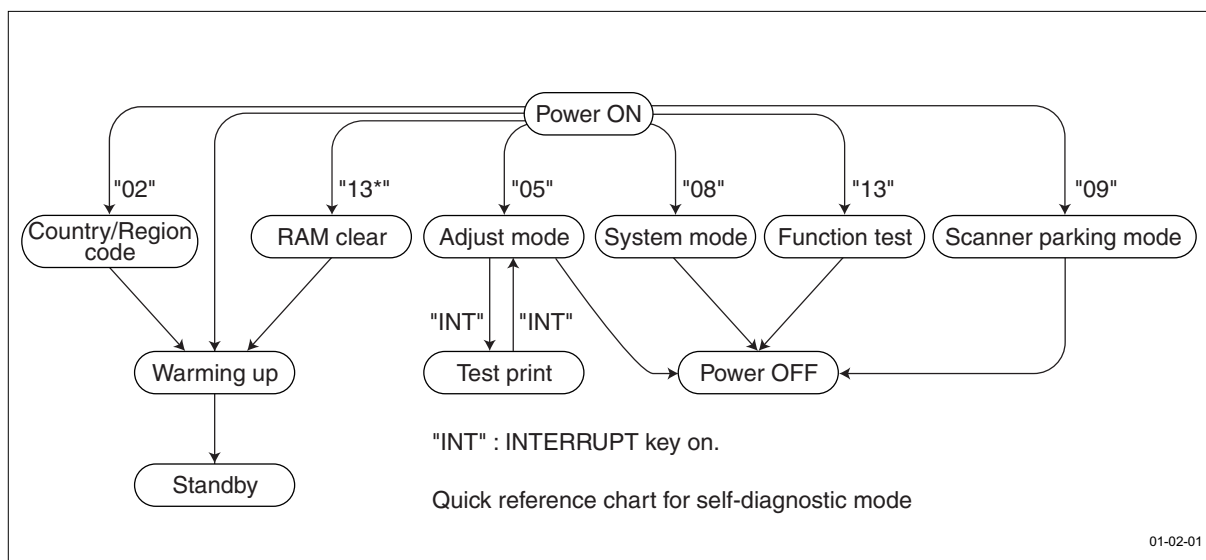 Power ON
"02"
"13*"
"05"
"08"
"13"
"09"
Country/Region
code
RAM clear
Adjust mode
System mode
Function test
Scanner parking mode
"INT"
"INT"
Warming up
Test print
Power OFF
"INT" : INTERRUPT key on.
Standby
Quick reference chart for self-diagnostic mode
01-02-01